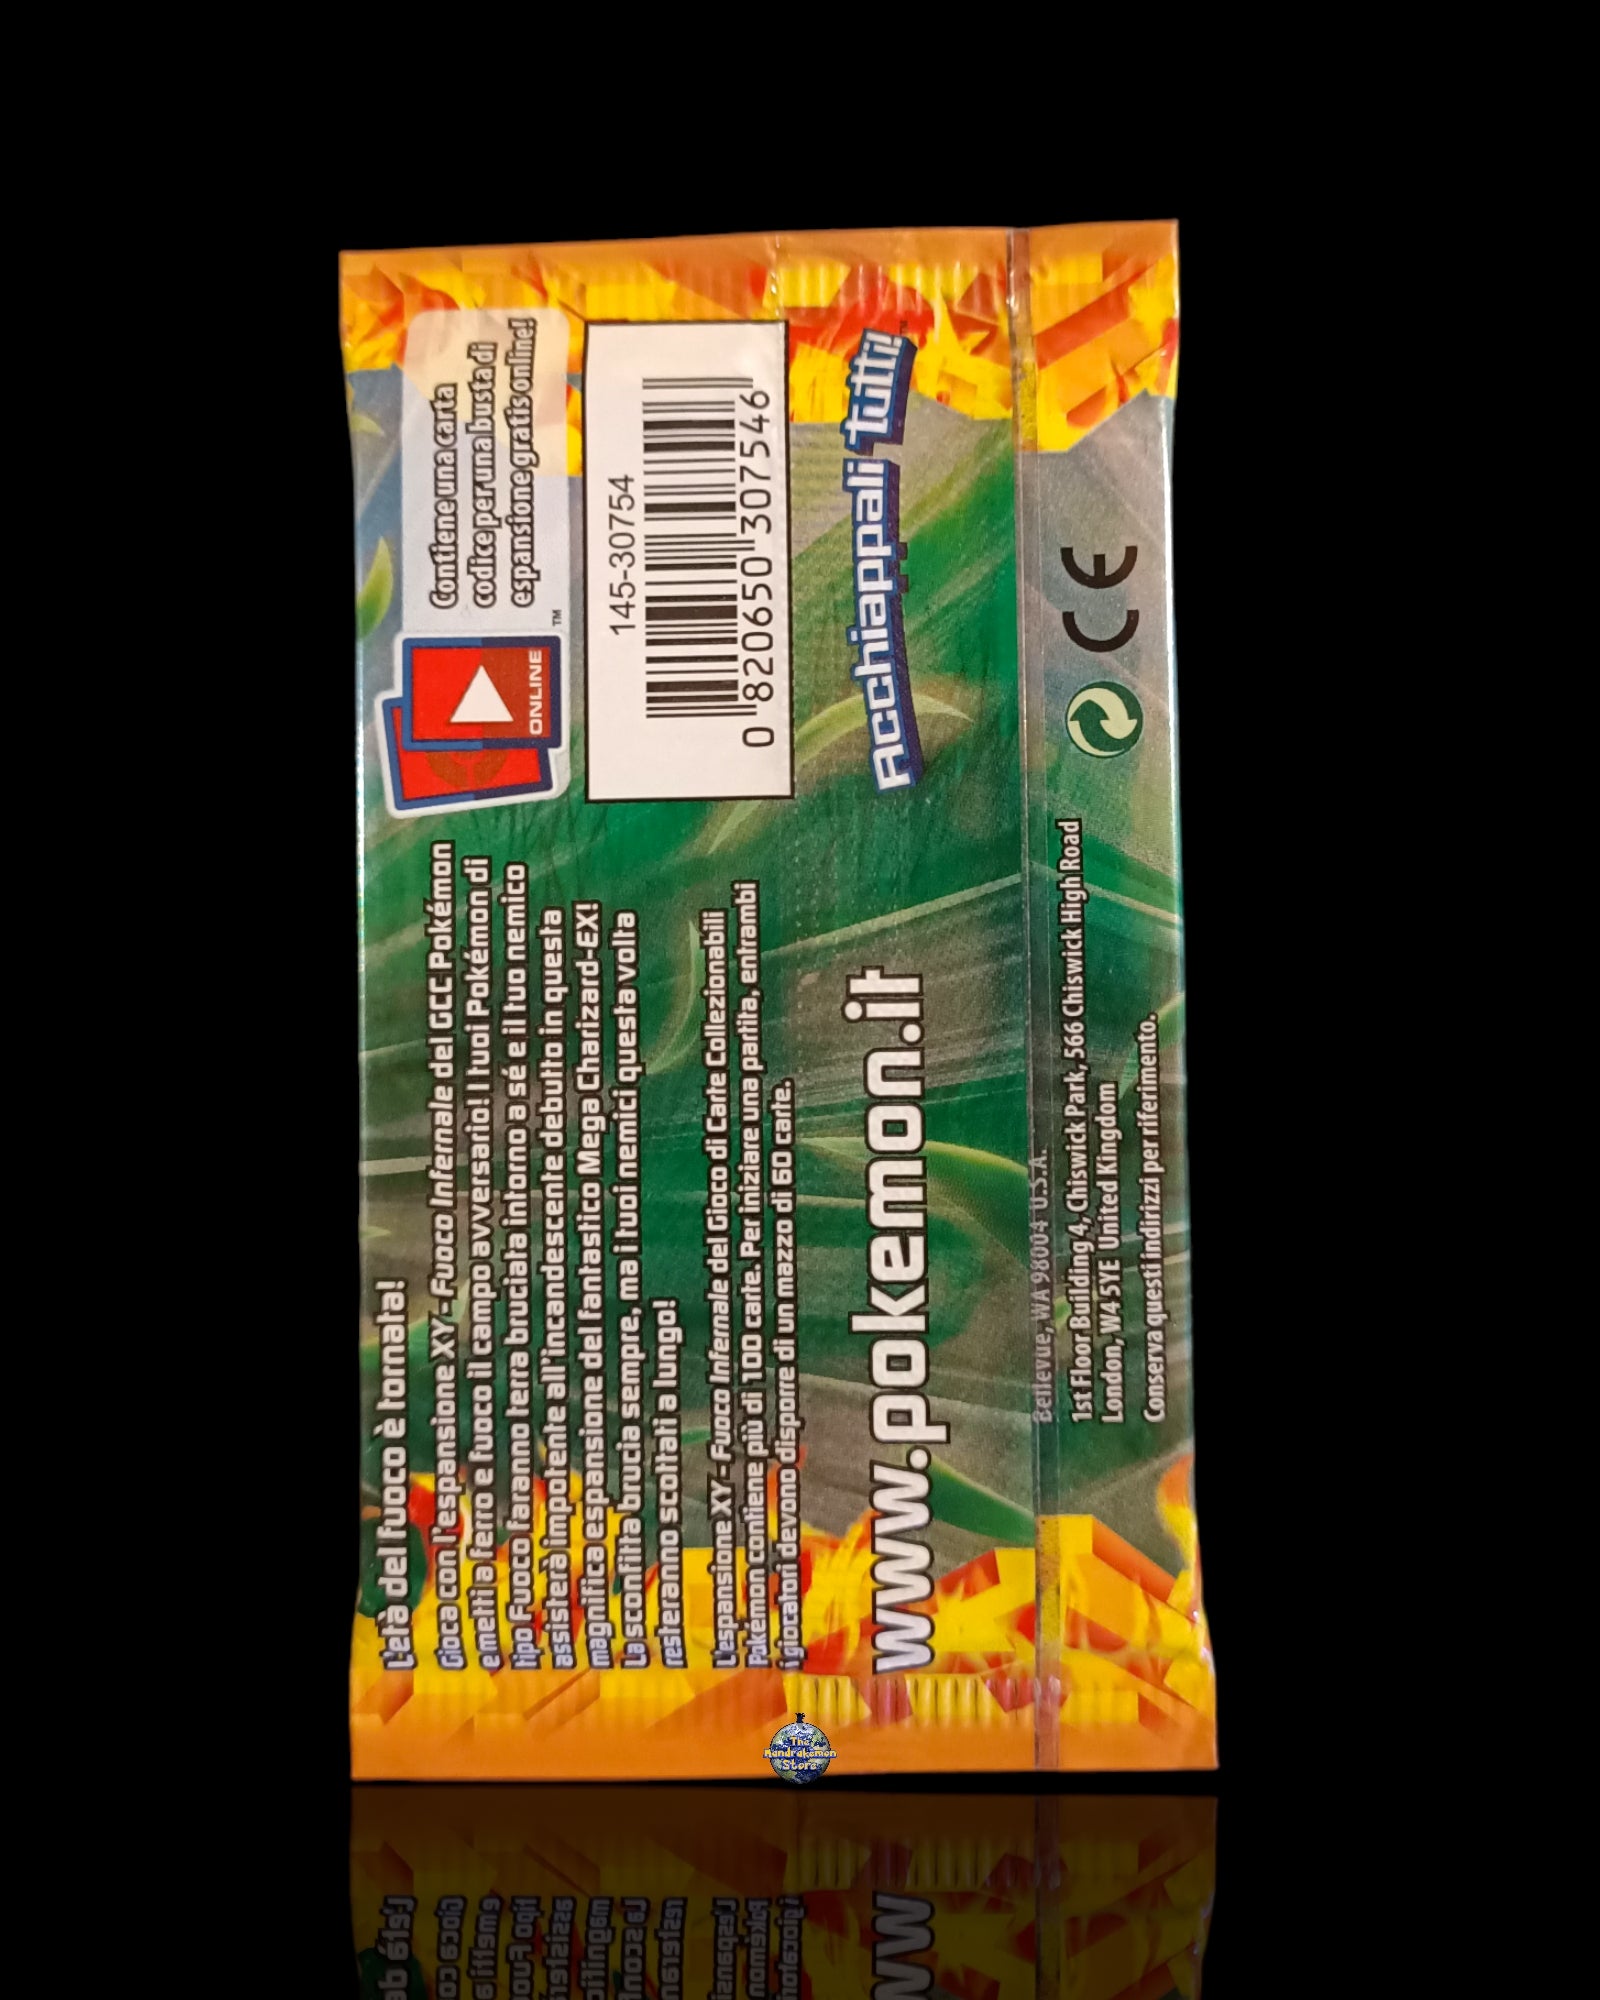 L'età del fuoco è tornata!
Gioca con l'espansione XY - Fuoco Infernale del GCC Pokémon
e metti a ferro e fuoco il campo avversario! I tuoi Pokémon di
tipo Fuoco faranno terra bruciata intorno a sé e il tuo nemico
assisterà impotente all'incandescente debutto in questa
magnifica espansione del fantastico Mega Charizard-EX!
La sconfitta brucia sempre, ma i tuoi nemici questa volta
resteranno scottati a lungo!
L'espansione XY - Fuoco Infernale del Gioco di Carte Collezionabili
Pokémon contiene più di 100 carte. Per iniziare una partita, entrambi
i giocatori devono disporre di un mazzo di 60 carte.
www.pokemon.it
Bellevue, WA 98004 U.S.A.
1st Floor Building 4, Chiswick Park, 566 Chiswick High Road
London, W4 5YE United Kingdom
Conserva questi indirizzi per riferimento.
ONLINE
TM
Contiene una carta
codice per una busta di
espansione gratis online!
145-30754
0 820650 307546
Acchiappali tutti!
TM
CE
The
Mandrakemon
Store